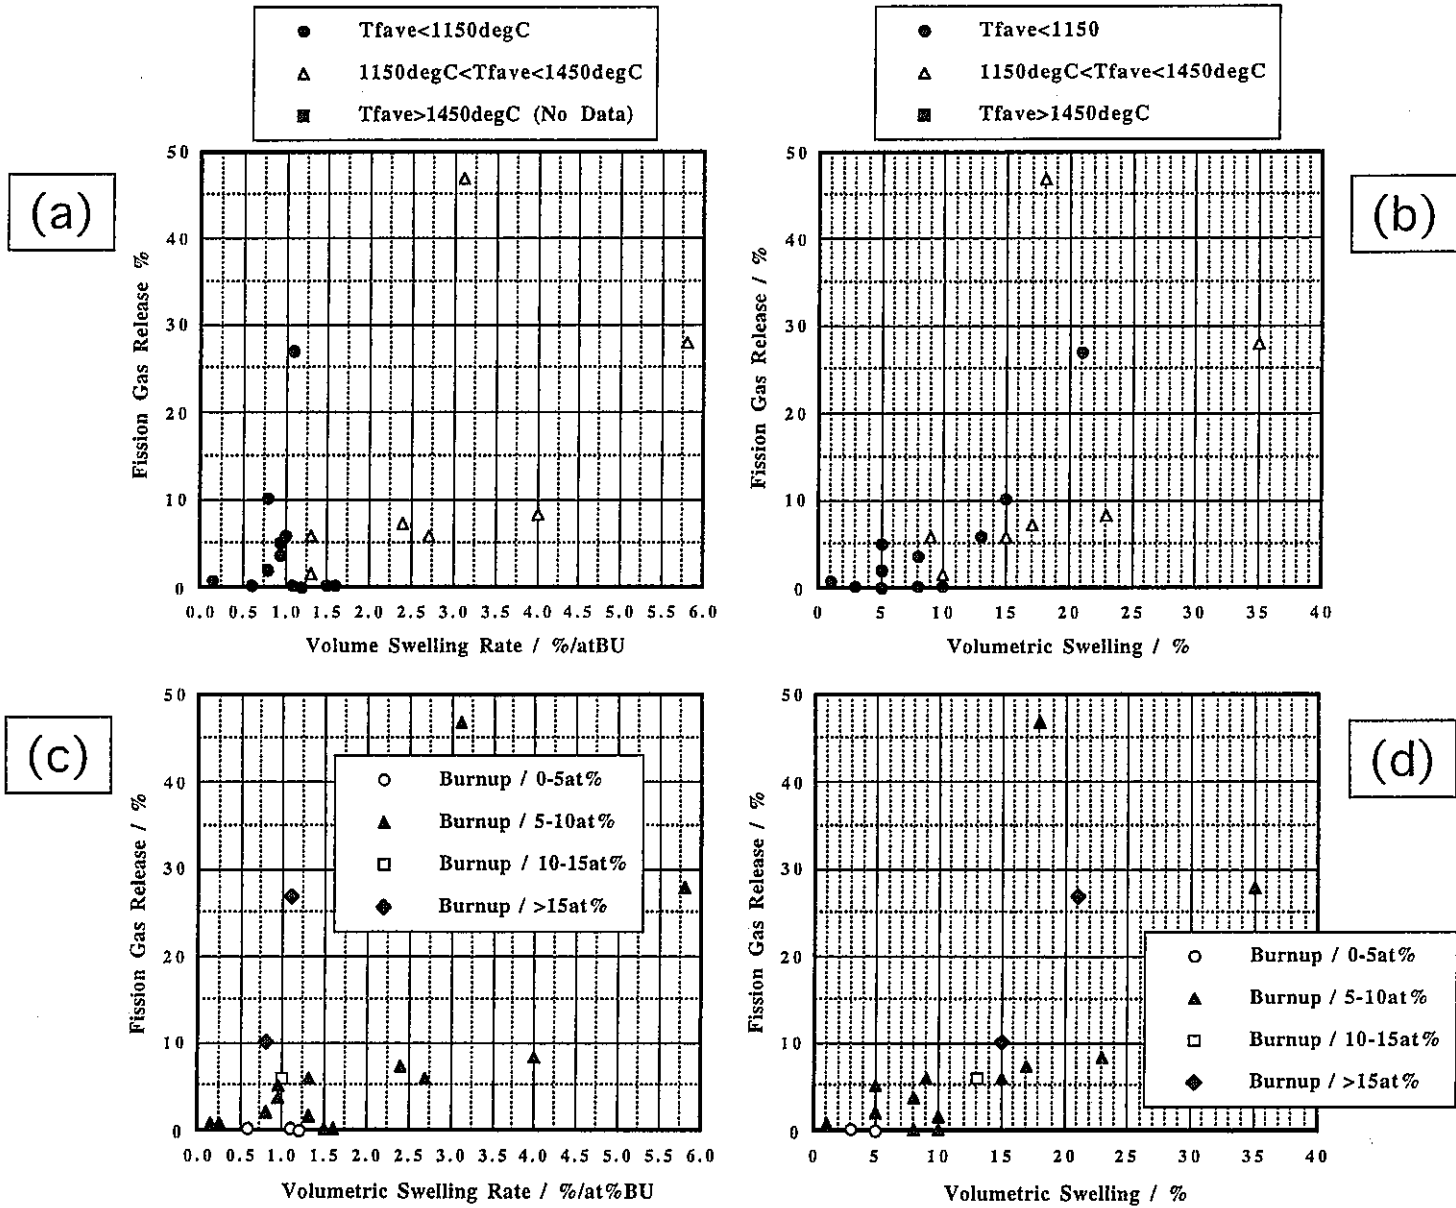 Tfave<1150degC
1150degC<Tfave<1450degC
Tfave>1450degC (No Data)
Tfave<1150
1150degC<Tfave<1450degC
Tfave>1450degC
(a)
Fission Gas Release %
50
40
30
20
10
0
0.0 0.5 1.0 1.5 2.0 2.5 3.0 3.5 4.0 4.5 5.0 5.5 6.0
Volume Swelling Rate / %/atBU
(b)
Fission Gas Release / %
50
40
30
20
10
0
0 5 10 15 20 25 30 35 40
Volumetric Swelling / %
(c)
Fission Gas Release / %
50
40
30
20
10
0
Burnup / 0-5at%
Burnup / 5-10at%
Burnup / 10-15at%
Burnup / >15at%
0.0 0.5 1.0 1.5 2.0 2.5 3.0 3.5 4.0 4.5 5.0 5.5 6.0
Volumetric Swelling Rate / %/at%BU
(d)
Fission Gas Release / %
50
40
30
20
10
0
Burnup / 0-5at%
Burnup / 5-10at%
Burnup / 10-15at%
Burnup / >15at%
0 5 10 15 20 25 30 35 40
Volumetric Swelling / %